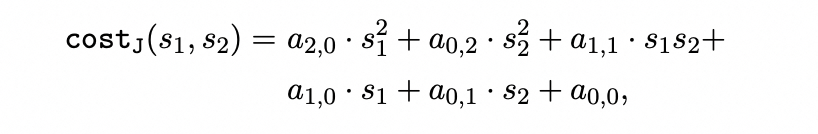 cost_J(s_1, s_2) = a_{2,0} · s_1^2 + a_{0,2} · s_2^2 + a_{1,1} · s_1s_2+
a_{1,0} · s_1 + a_{0,1} · s_2 + a_{0,0},